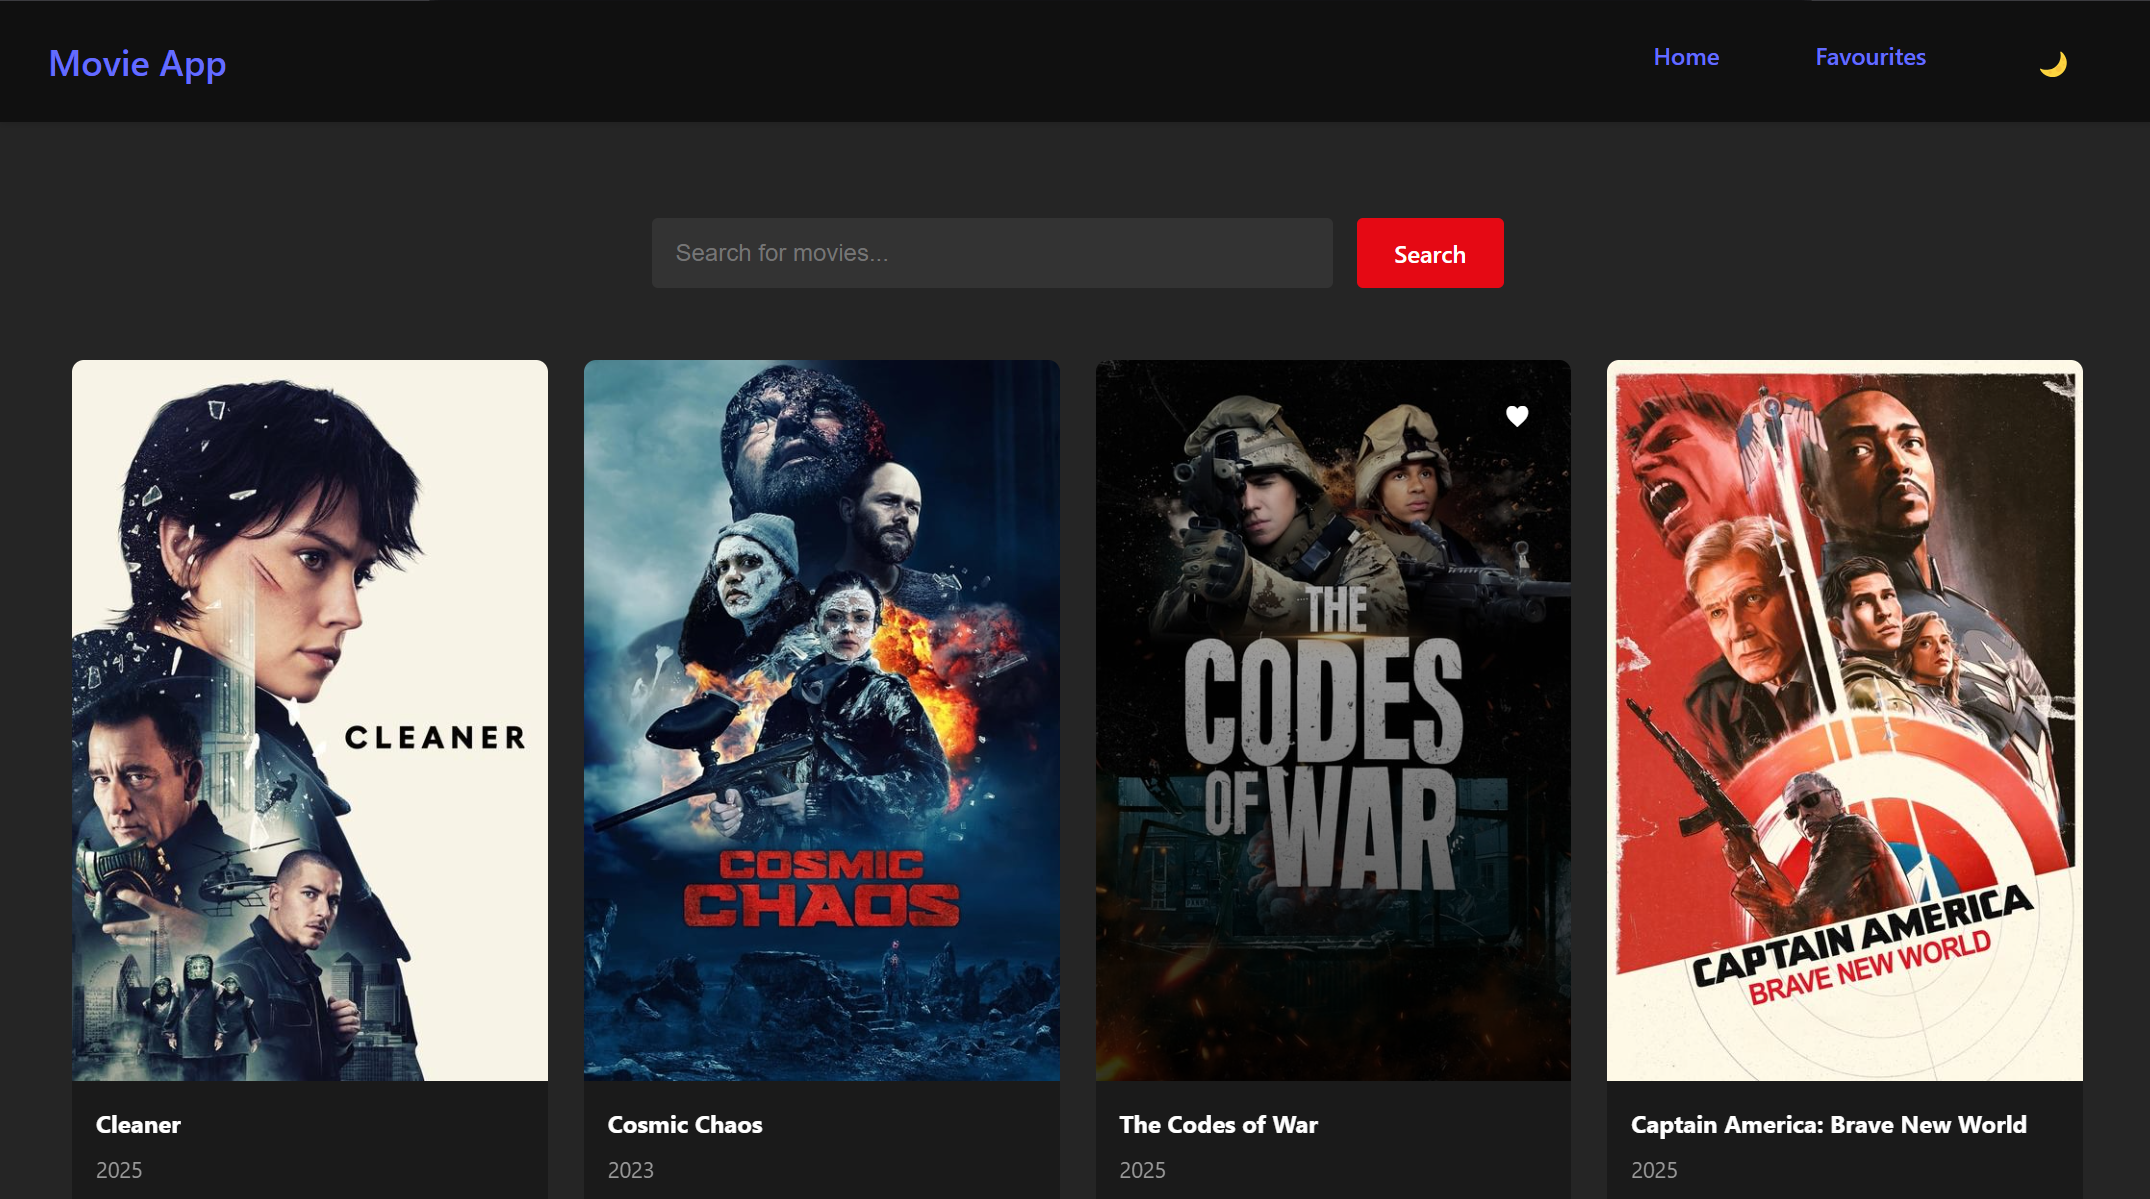 Movie App
Home
Favourites
Search for movies...
Search
CLEANER
COSMIC
CHAOS
THE
CODES
OF WAR
CAPTAIN AMERICA
BRAVE NEW WORLD
Cleaner
2025
Cosmic Chaos
2023
The Codes of War
2025
Captain America: Brave New World
2025